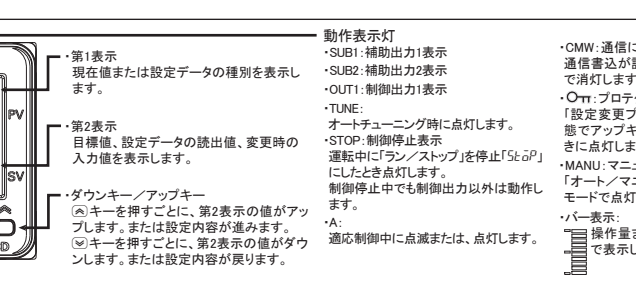 PV
SV
D
・第1表示
現在値または設定データの種別を表示し
ます。
・第2表示
目標値、設定データの読出値、変更時の
入力値を表示します。
・ダウンキー／アップキー
キーを押すごとに、第2表示の値がアッ
プします。または設定内容が進みます。
キーを押すごとに、第2表示の値がダウ
ンします。または設定内容が戻ります。
動作表示灯
・SUB1：補助出力1表示
・SUB2：補助出力2表示
・OUT1：制御出力1表示
・TUNE：
オートチューニング時に点灯します。
・STOP：制御停止表示
運転中に「ラン／ストップ」を停止「StoP」
にしたとき点灯します。
制御停止中でも制御出力以外は動作し
ます。
・A：
適応制御中に点滅または、点灯します。
・CMW：通信に
通信書込が
で消灯します
：プロテ
「設定変更プ
態でアップキ
きに点灯しま
・MANU：マニュ
「オート／マニ
モードで点灯
・バー表示：
操作量
で表示し